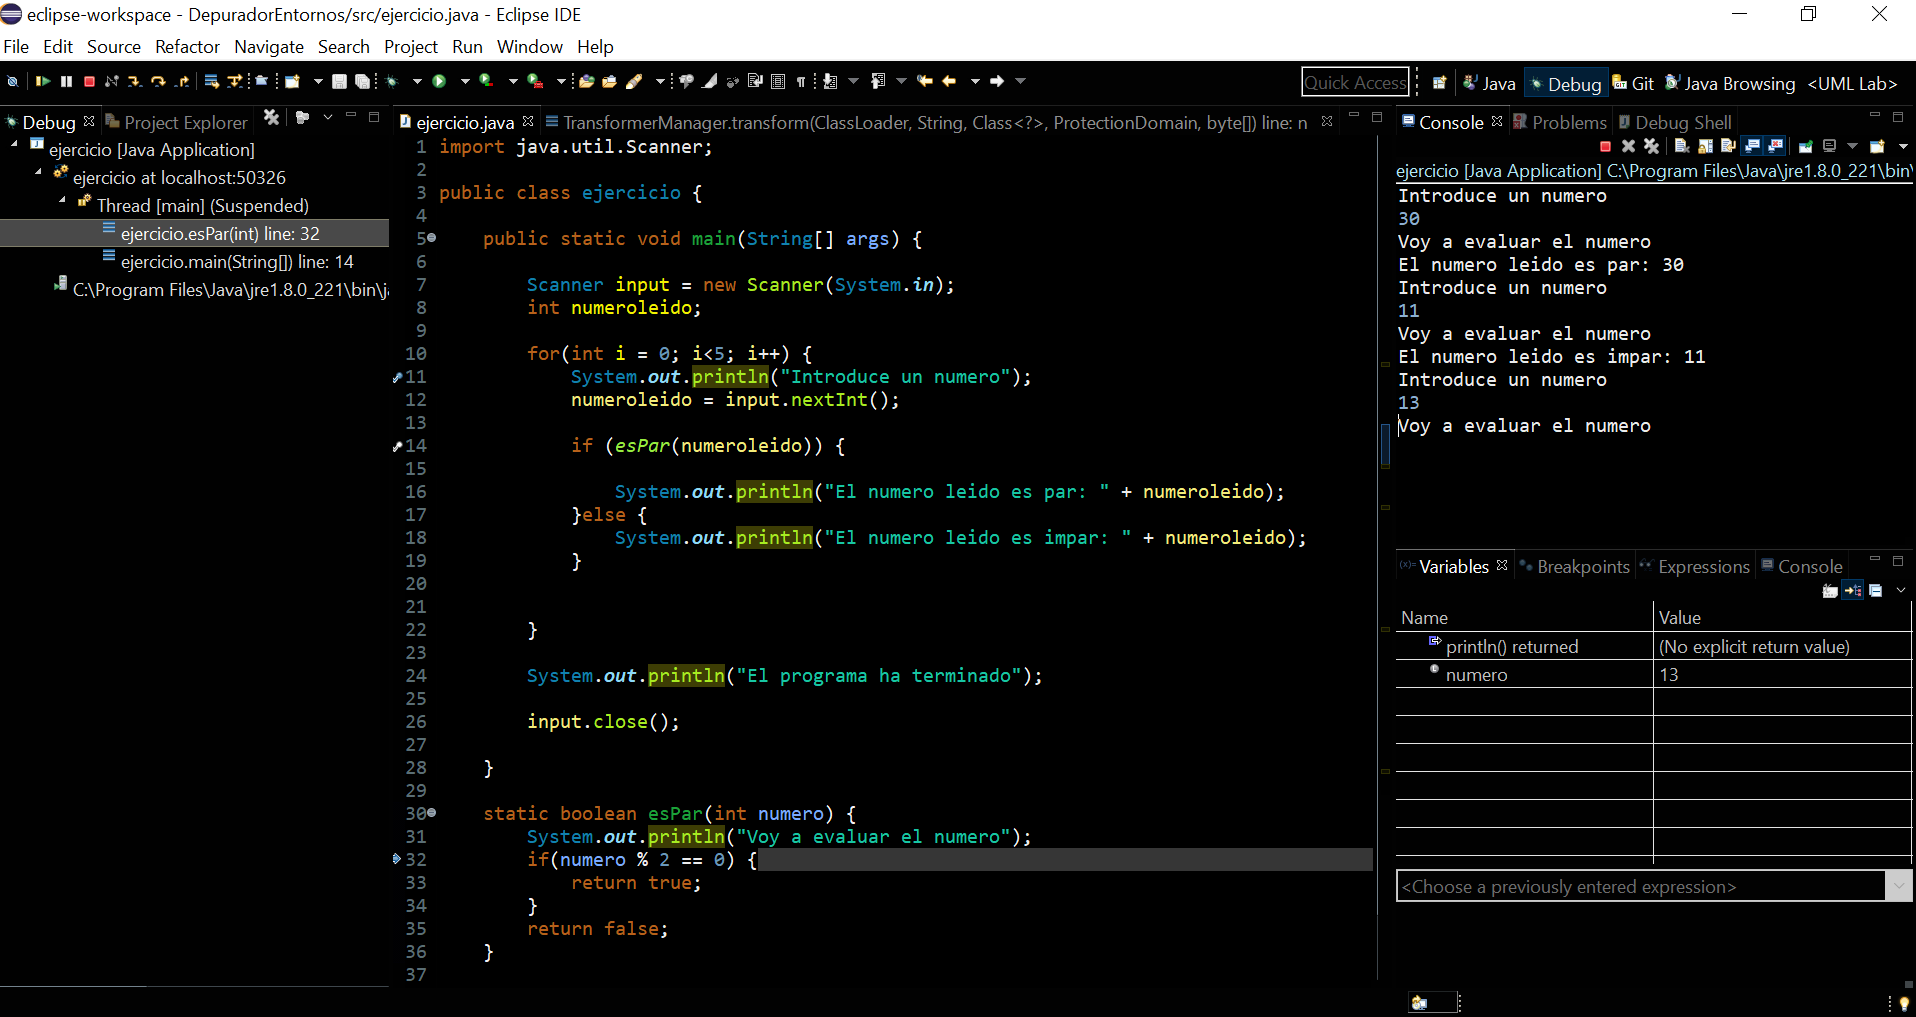 eclipse-workspace - DepuradorEntornos/src/ejercicio.java - Eclipse IDE
File Edit Source Refactor Navigate Search Project Run Window Help
Quick Access Java Debug Git Java Browsing <UML Lab>
Debug Project Explorer
ejercicio [Java Application]
ejercicio at localhost:50326
Thread [main] (Suspended)
ejercicio.esPar(int) line: 32
ejercicio.main(String[]) line: 14
C:\Program Files\Java\jre1.8.0_221\bin\j
ejercicio.java TransformerManager.transform(ClassLoader, String, Class<?>, ProtectionDomain, byte[]) line: n
1 import java.util.Scanner;
2
3 public class ejercicio {
4
5 public static void main(String[] args) {
6
7 Scanner input = new Scanner(System.in);
8 int numeroleido;
9
10 for(int i = 0; i<5; i++) {
11 System.out.println("Introduce un numero");
12 numeroleido = input.nextInt();
13
14 if (esPar(numeroleido)) {
15
16 System.out.println("El numero leido es par: " + numeroleido);
17 }else {
18 System.out.println("El numero leido es impar: " + numeroleido);
19 }
20
21
22 }
23
24 System.out.println("El programa ha terminado");
25
26 input.close();
27
28 }
29
30 static boolean esPar(int numero) {
31 System.out.println("Voy a evaluar el numero");
32 if(numero % 2 == 0) {
33 return true;
34 }
35 return false;
36 }
37
Console Problems Debug Shell
ejercicio [Java Application] C:\Program Files\Java\jre1.8.0_221\bin\
Introduce un numero
30
Voy a evaluar el numero
El numero leido es par: 30
Introduce un numero
11
Voy a evaluar el numero
El numero leido es impar: 11
Introduce un numero
13
Voy a evaluar el numero
Variables Breakpoints Expressions Console
Name Value
println() returned (No explicit return value)
numero 13
<Choose a previously entered expression>